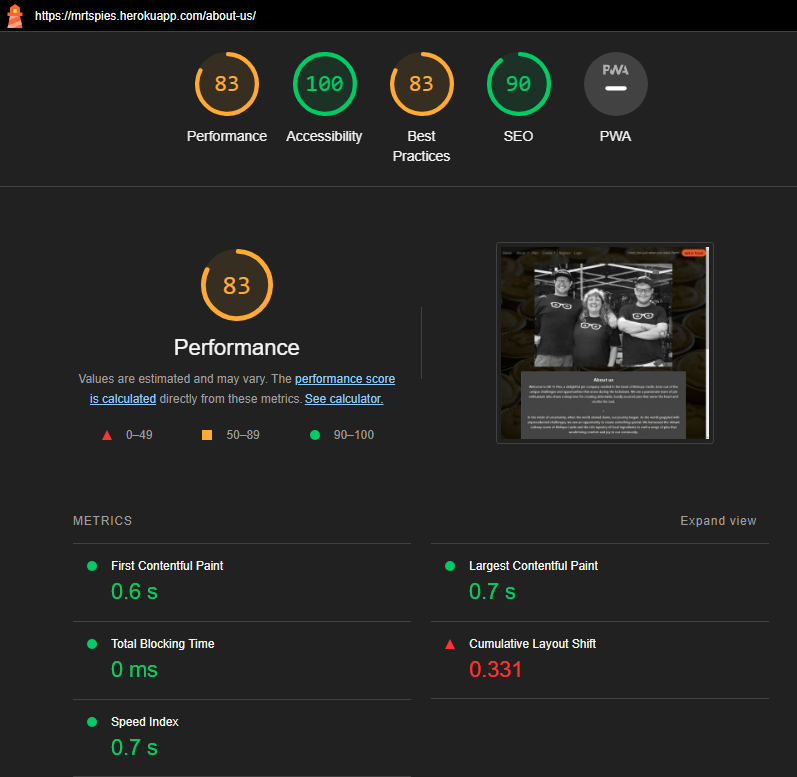 https://mrtspies.herokuapp.com/about-us/
83 100 83 90 PWA
Performance Accessibility Best Practices SEO PWA
83
Performance
Values are estimated and may vary. The performance score
is calculated directly from these metrics. See calculator.
0–49 50–89 90–100
About us
METRICS
Expand view
First Contentful Paint
0.6 s
Largest Contentful Paint
0.7 s
Total Blocking Time
0 ms
Cumulative Layout Shift
0.331
Speed Index
0.7 s